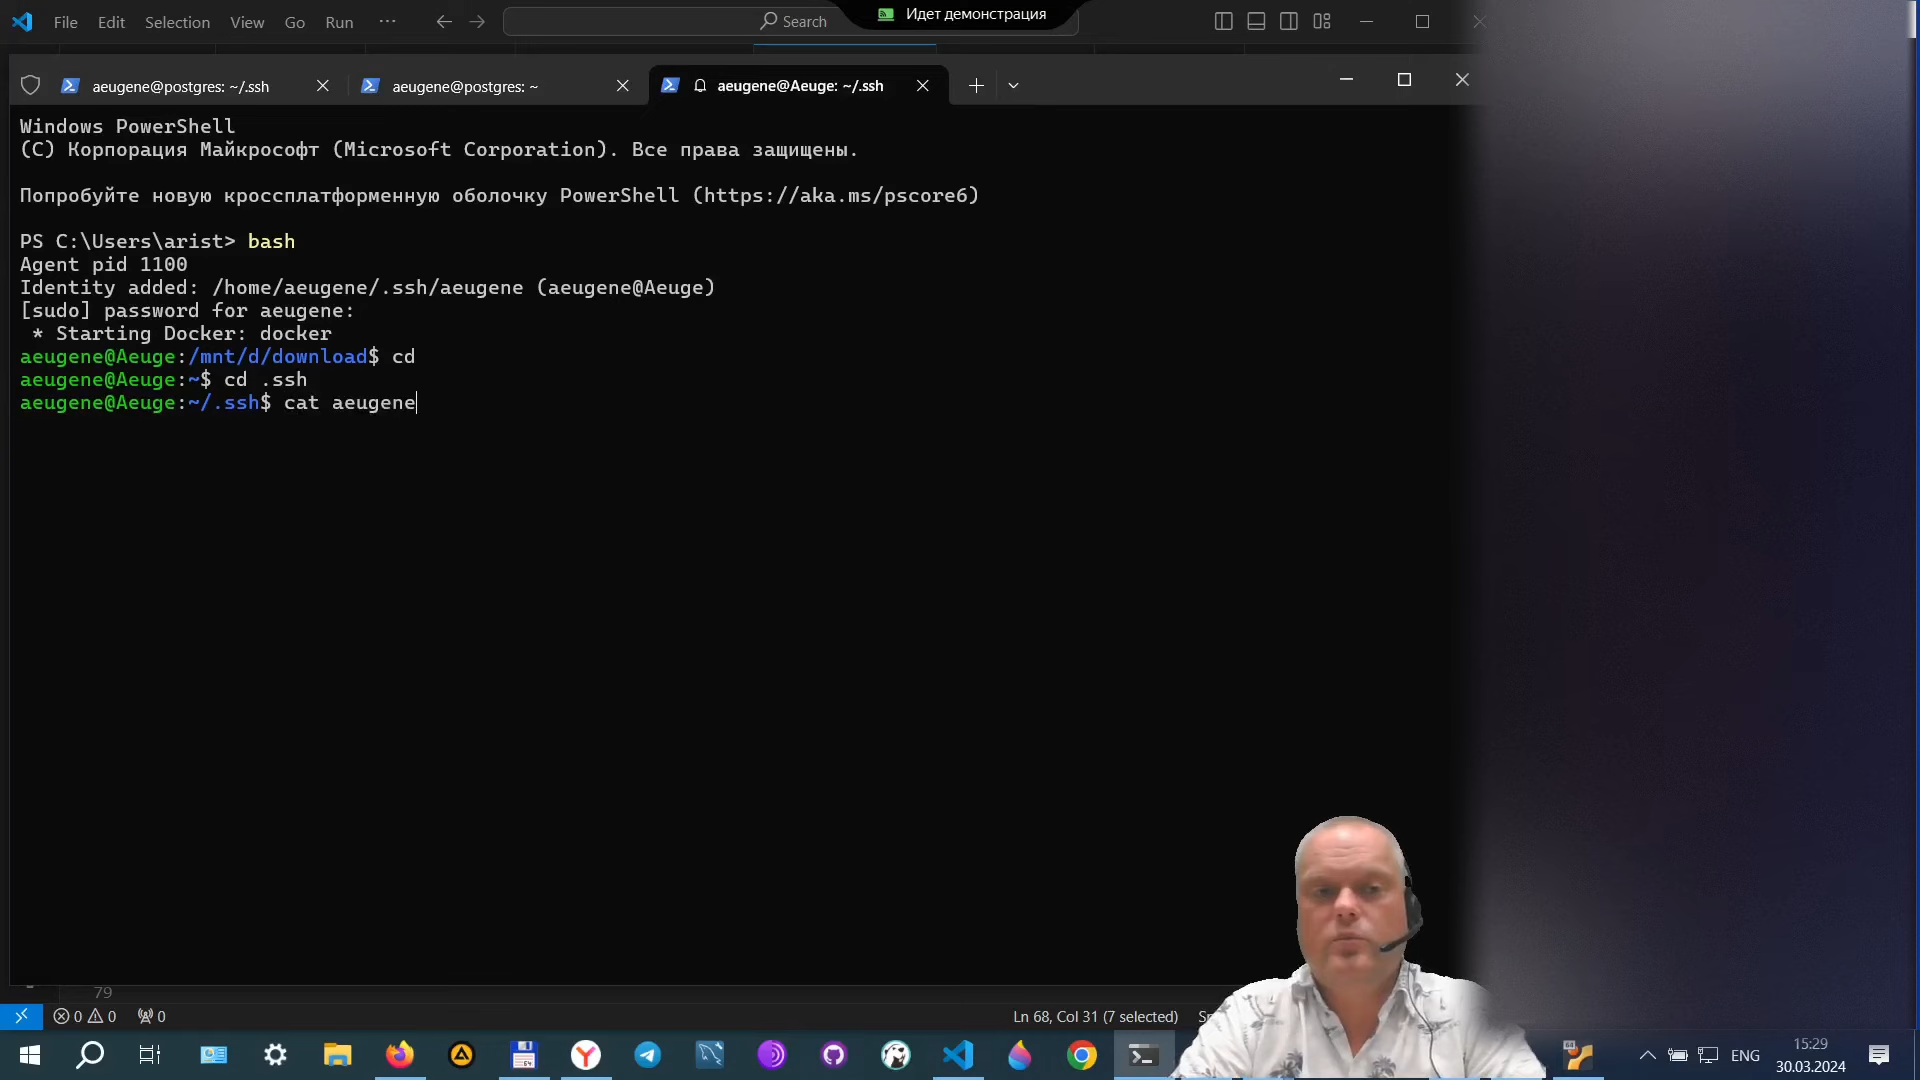 File Edit Selection View Go Run ··· Search
Идет демонстрация
aeugene@postgres: ~/.ssh
aeugene@postgres: ~
aeugene@Aeuge: ~/.ssh
Windows PowerShell
(C) Корпорация Майкрософт (Microsoft Corporation). Все права защищены.
Попробуйте новую кроссплатформенную оболочку PowerShell (https://aka.ms/pscore6)
PS C:\Users\arist> bash
Agent pid 1100
Identity added: /home/aeugene/.ssh/aeugene (aeugene@Aeuge)
[sudo] password for aeugene:
* Starting Docker: docker
aeugene@Aeuge:/mnt/d/download$ cd
aeugene@Aeuge:~$ cd .ssh
aeugene@Aeuge:~/.ssh$ cat aeugene
79
0 0 0
Ln 68, Col 31 (7 selected)
ENG
15:29
30.03.2024